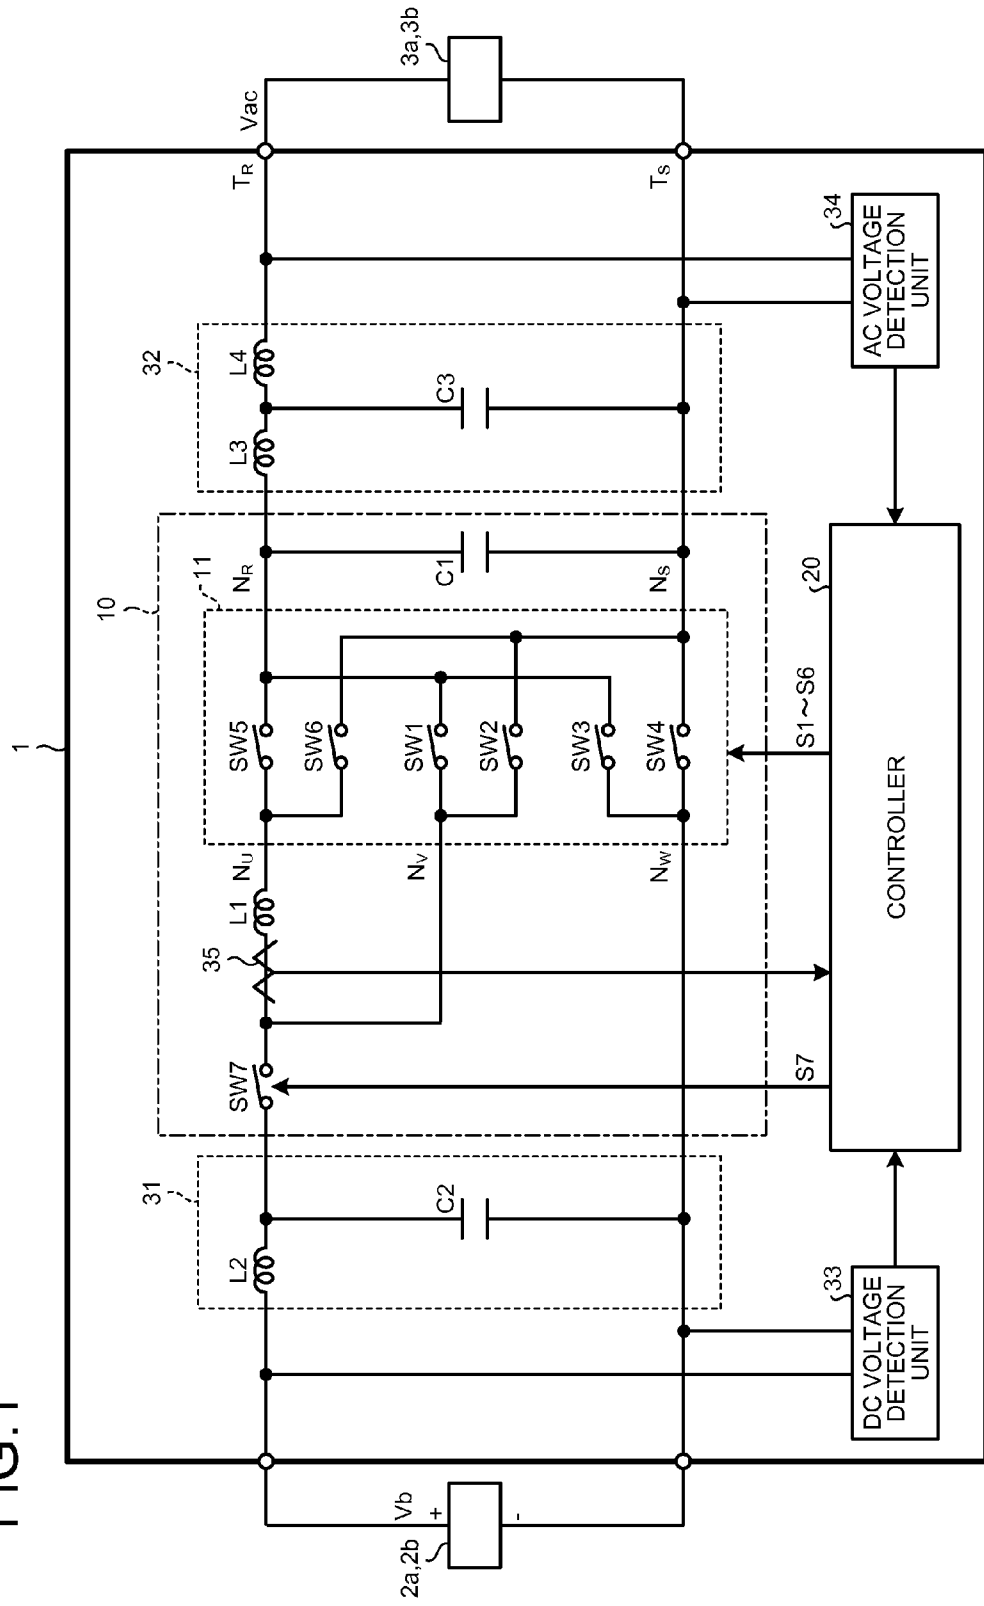 FIG.1
1
10
11
31
32
Vb
+
-
2a,2b
Vac
3a,3b
TR
TS
L2
C2
SW7
35
L1
NU
NV
NW
SW5
SW6
SW1
SW2
SW3
SW4
NR
NS
C1
L3
L4
C3
S7
S1~S6
33
DC VOLTAGE
DETECTION
UNIT
20
CONTROLLER
34
AC VOLTAGE
DETECTION
UNIT